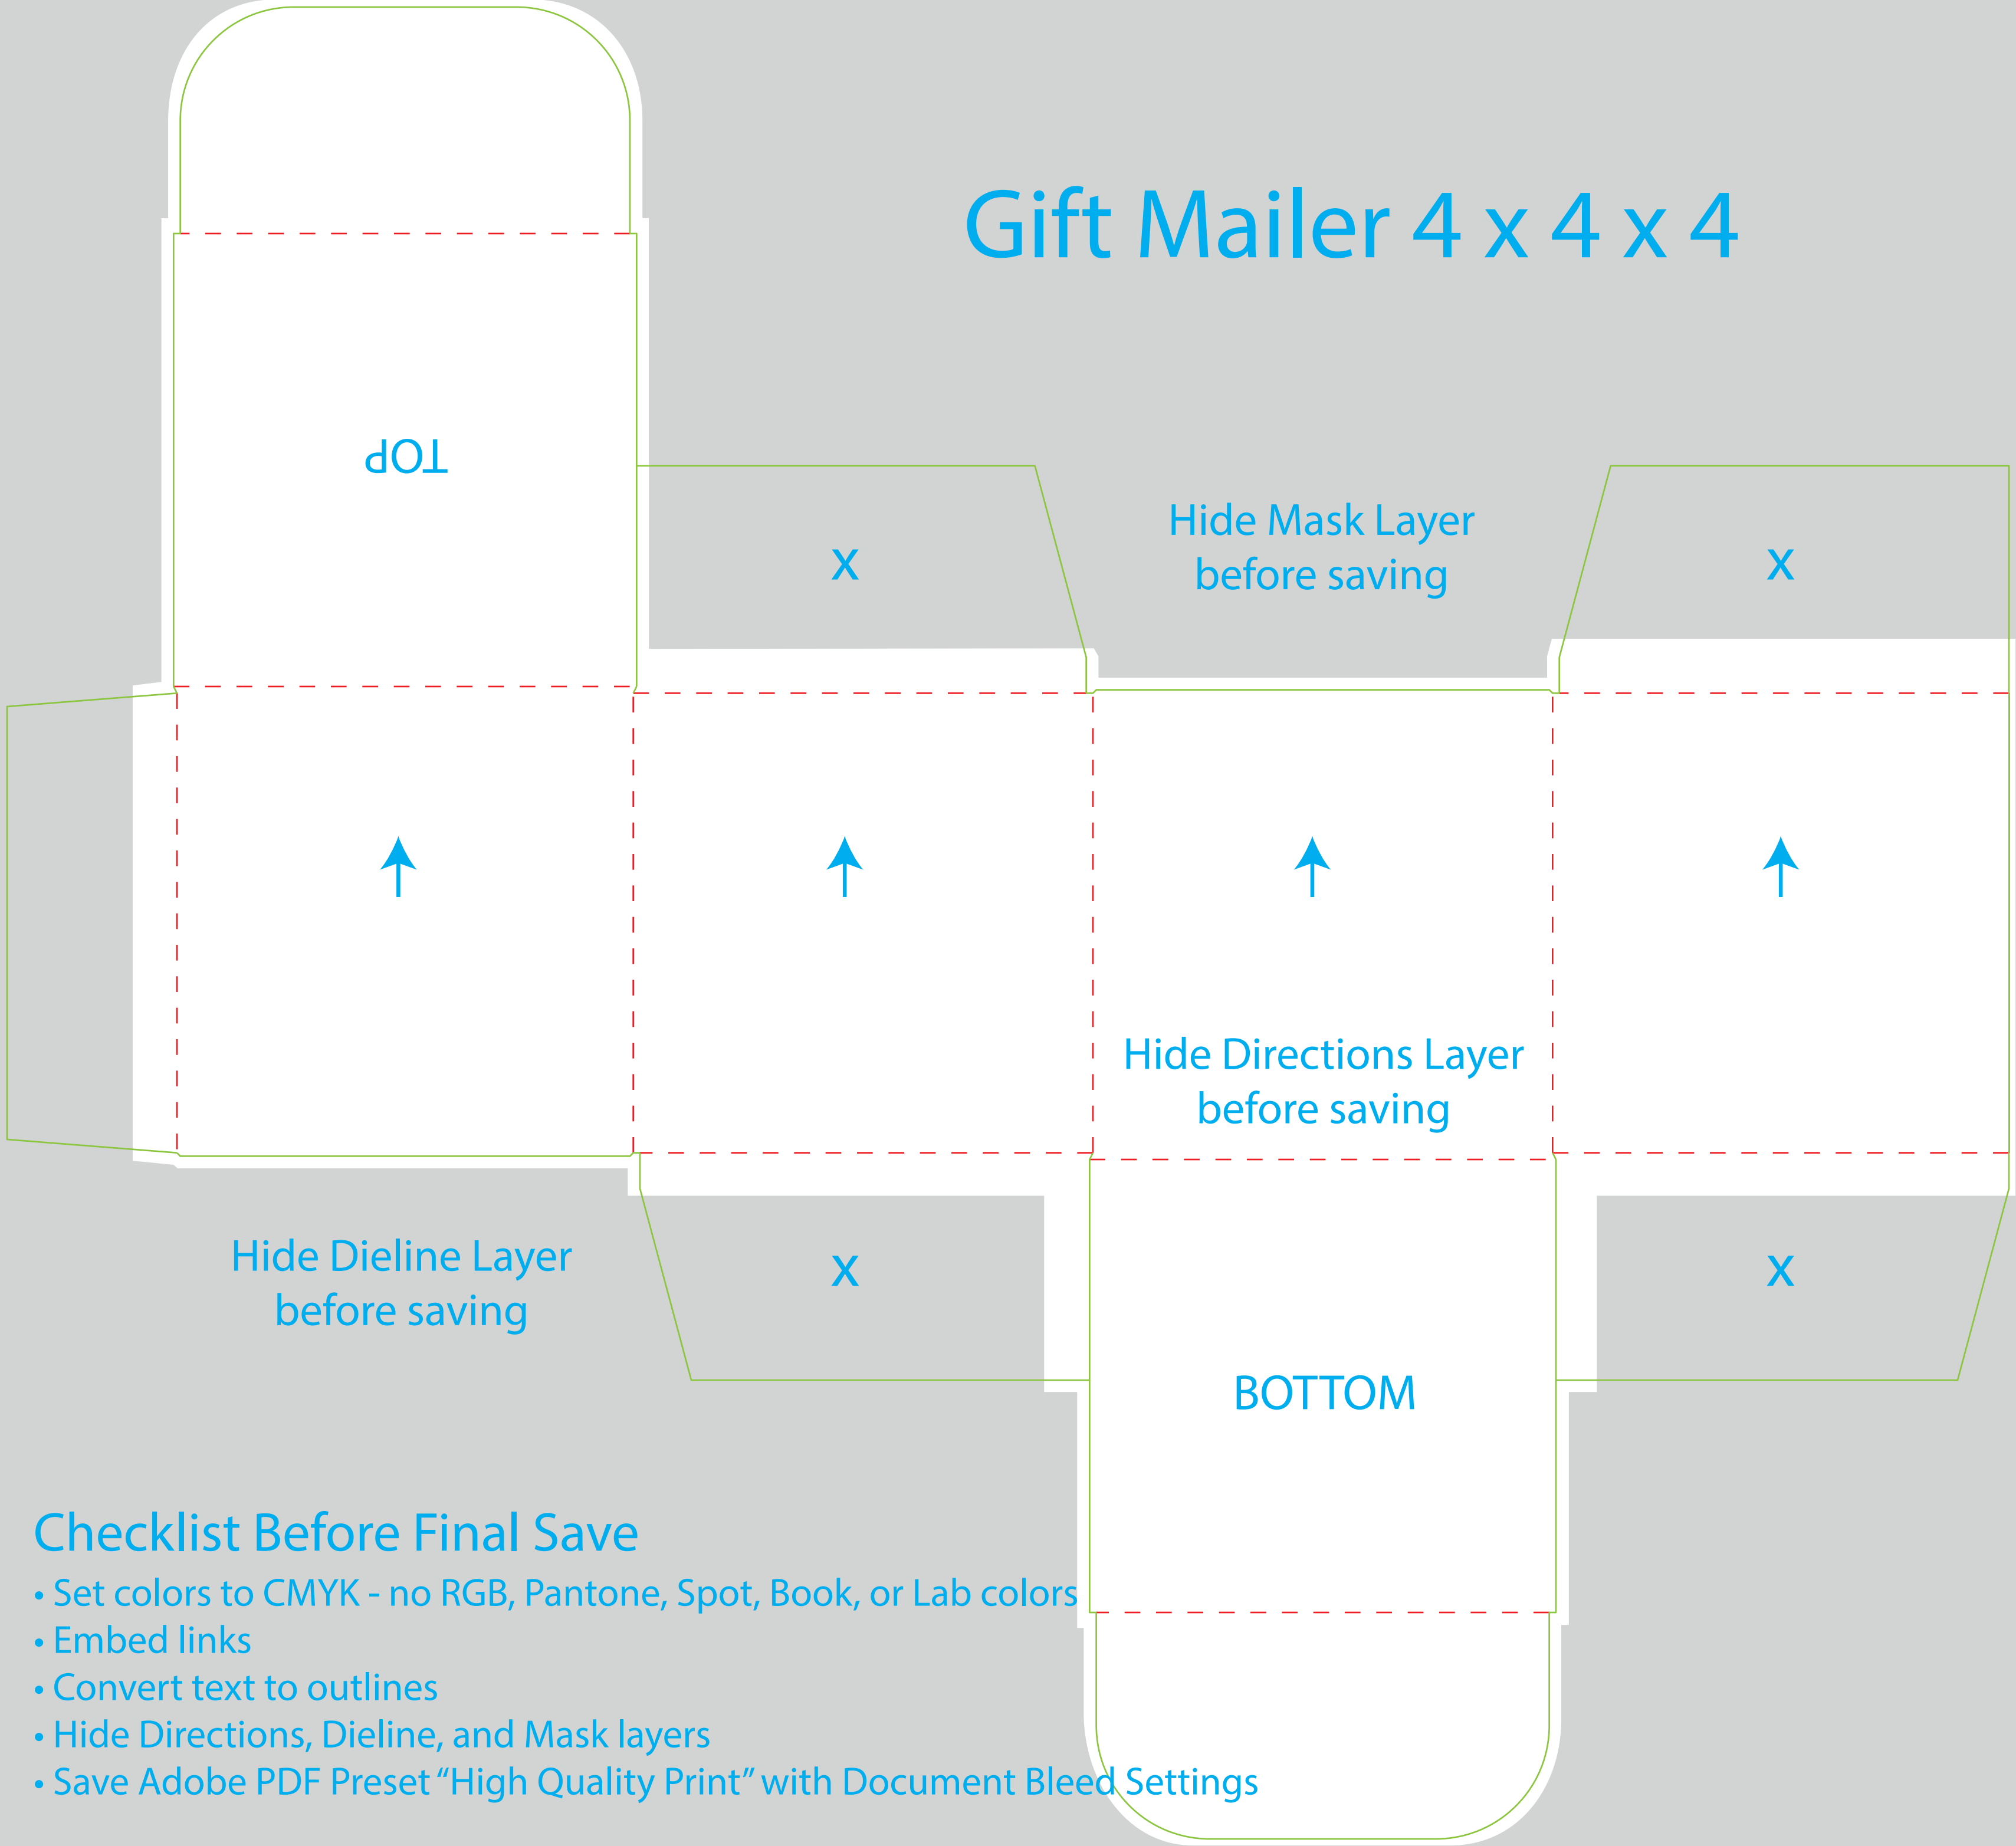 Gift Mailer 4 x 4 x 4
TOP
Hide Mask Layer
before saving
x
x
Hide Directions Layer
before saving
Hide Dieline Layer
before saving
x
x
BOTTOM
Checklist Before Final Save
• Set colors to CMYK - no RGB, Pantone, Spot, Book, or Lab colors
• Embed links
• Convert text to outlines
• Hide Directions, Dieline, and Mask layers
• Save Adobe PDF Preset “High Quality Print” with Document Bleed Settings